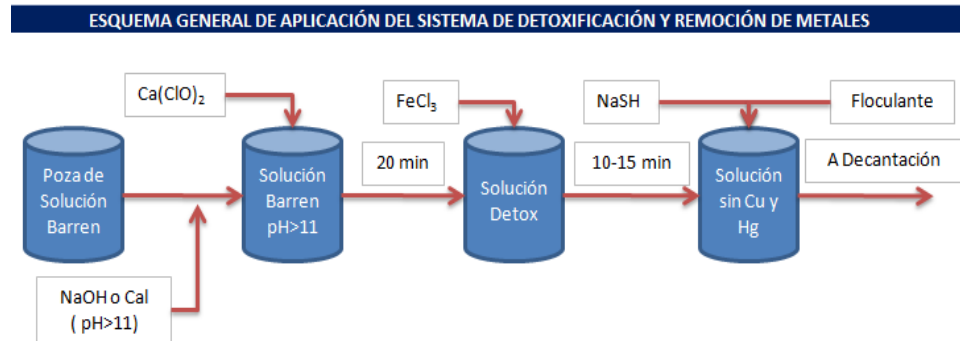 ESQUEMA GENERAL DE APLICACIÓN DEL SISTEMA DE DETOXIFICACIÓN Y REMOCIÓN DE METALES
Ca(ClO)₂
FeCl₃
NaSH
Floculante
Poza de
Solución
Barren
Solución
Barren
pH>11
20 min
Solución
Detox
10-15 min
Solución
sin Cu y
Hg
A Decantación
NaOH o Cal
( pH>11)